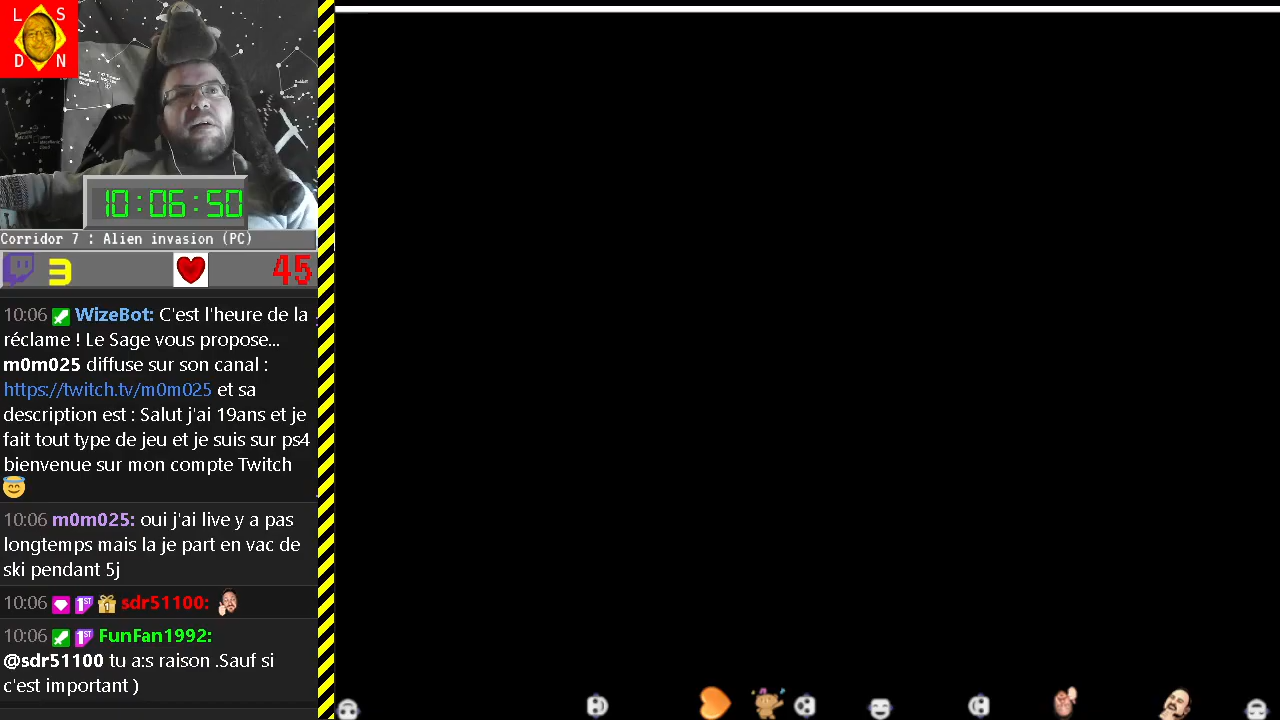 L S
D N
10:06:50
Corridor 7 : Alien invasion (PC)
3 45
10:06 WizeBot: C'est l'heure de la
réclame ! Le Sage vous propose...
m0m025 diffuse sur son canal :
https://twitch.tv/m0m025 et sa
description est : Salut j'ai 19ans et je
fait tout type de jeu et je suis sur ps4
bienvenue sur mon compte Twitch
10:06 m0m025: oui j'ai live y a pas
longtemps mais la je part en vac de
ski pendant 5j
10:06 1ST 1 sdr51100:
10:06 1ST FunFan1992:
@sdr51100 tu a:s raison .Sauf si
c'est important )